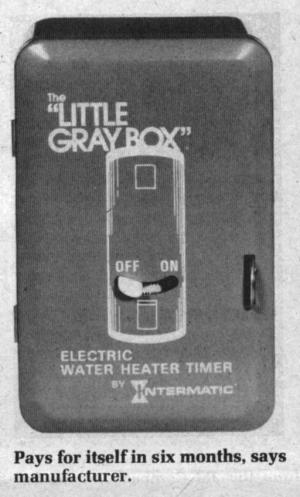 The
"LITTLE
GRAY BOX"
OFF ON
ELECTRIC
WATER HEATER TIMER
BY INTERMATIC
Pays for itself in six months, says
manufacturer.